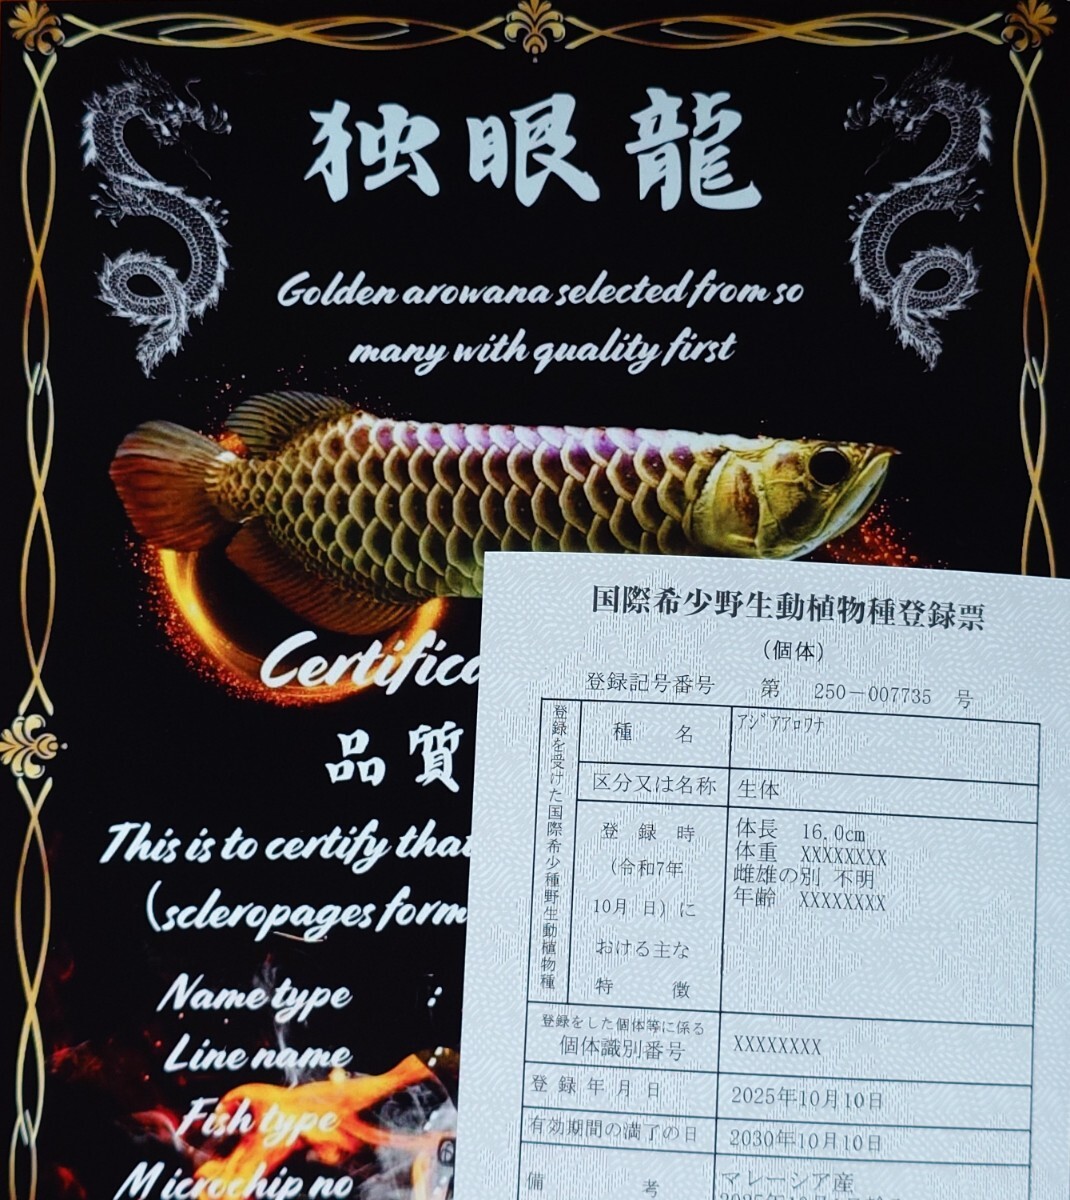 独眼龍
Golden arowana selected from so
many with quality first
Certifica
品質
This is to certify that
(scleropages form
Name type :
Line name :
Fish type :
Microchip no
国際希少野生動植物種登録票
(個体)
登録記号番号 第 250-007735 号
登録を受けた国際希少種野生動植物種
種 名 ｱｼﾞｱｱﾛﾜﾅ
区分又は名称 生体
登録時
(令和7年
10月 日)に
おける主な
特 徴
体長 16.0cm
体重 XXXXXXXX
雌雄の別 不明
年齢 XXXXXXXX
登録をした個体等に係る
個体識別番号 XXXXXXXX
登録年月日 2025年10月10日
有効期間の満了の日 2030年10月10日
備 考 マレーシア産